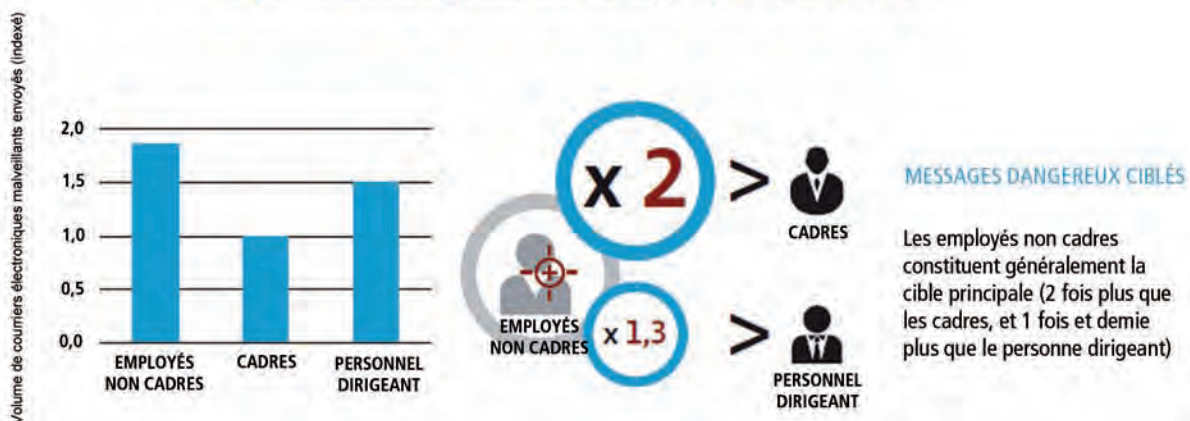 Volume de courriers électroniques malveillants envoyés (indexé)
2,0
1,5
1,0
0,5
0,0
EMPLOYÉS
NON CADRES
CADRES
PERSONNEL
DIRIGEANT
EMPLOYÉS
NON CADRES
x 2
>
CADRES
x 1,3
>
PERSONNEL
DIRIGEANT
MESSAGES DANGEREUX CIBLÉS
Les employés non cadres
constituent généralement la
cible principale (2 fois plus que
les cadres, et 1 fois et demie
plus que le personne dirigeant)